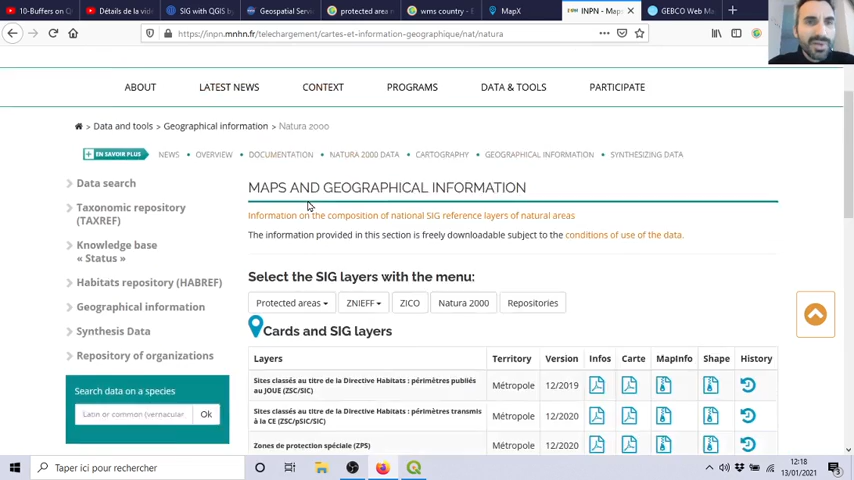 10-Buffers on Q
Détails de la vid
SIG with QGIS by
Geospatial Servic
protected area m
wms country - E
MapX
INPN - Map
GEBCO Web Ma
https://inpn.mnhn.fr/telechargement/cartes-et-information-geographique/nat/natura
ABOUT
LATEST NEWS
CONTEXT
PROGRAMS
DATA & TOOLS
PARTICIPATE
> Data and tools > Geographical information > Natura 2000
EN SAVOIR PLUS
NEWS • OVERVIEW • DOCUMENTATION • NATURA 2000 DATA • CARTOGRAPHY • GEOGRAPHICAL INFORMATION • SYNTHESIZING DATA
Data search
Taxonomic repository
(TAXREF)
Knowledge base
« Status »
Habitats repository (HABREF)
Geographical information
Synthesis Data
Repository of organizations
Search data on a species
Latin or common (vernacular
Ok
MAPS AND GEOGRAPHICAL INFORMATION
Information on the composition of national SIG reference layers of natural areas
The information provided in this section is freely downloadable subject to the conditions of use of the data.
Select the SIG layers with the menu:
Protected areas
ZNIEFF
ZICO
Natura 2000
Repositories
Cards and SIG layers
Layers Territory Version Infos Carte MapInfo Shape History
Sites classés au titre de la Directive Habitats : périmètres publiés
au JOUE (ZSC/SIC)
Métropole 12/2019
Sites classés au titre de la Directive Habitats : périmètres transmis
à la CE (ZSC/pSIC/SIC)
Métropole 12/2020
Zones de protection spéciale (ZPS)
Métropole 12/2020
Taper ici pour rechercher
12:18
13/01/2021
3